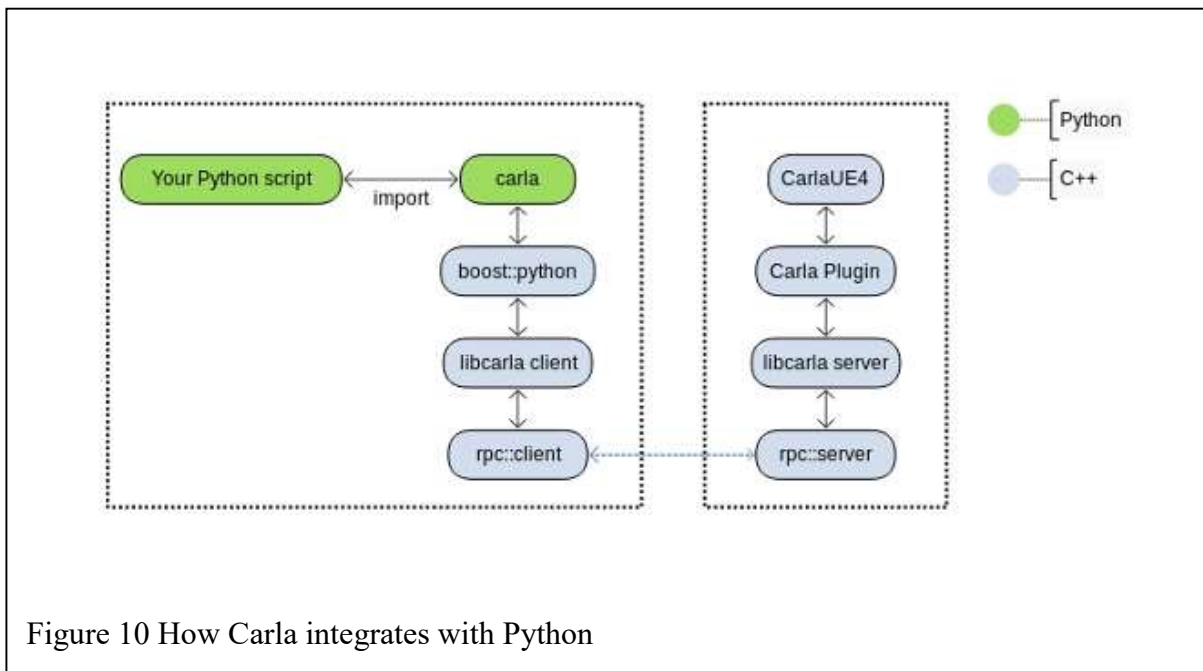 Your Python script
import
carla
boost::python
libcarla client
rpc::client
CarlaUE4
Carla Plugin
libcarla server
rpc::server
Python
C++
Figure 10 How Carla integrates with Python